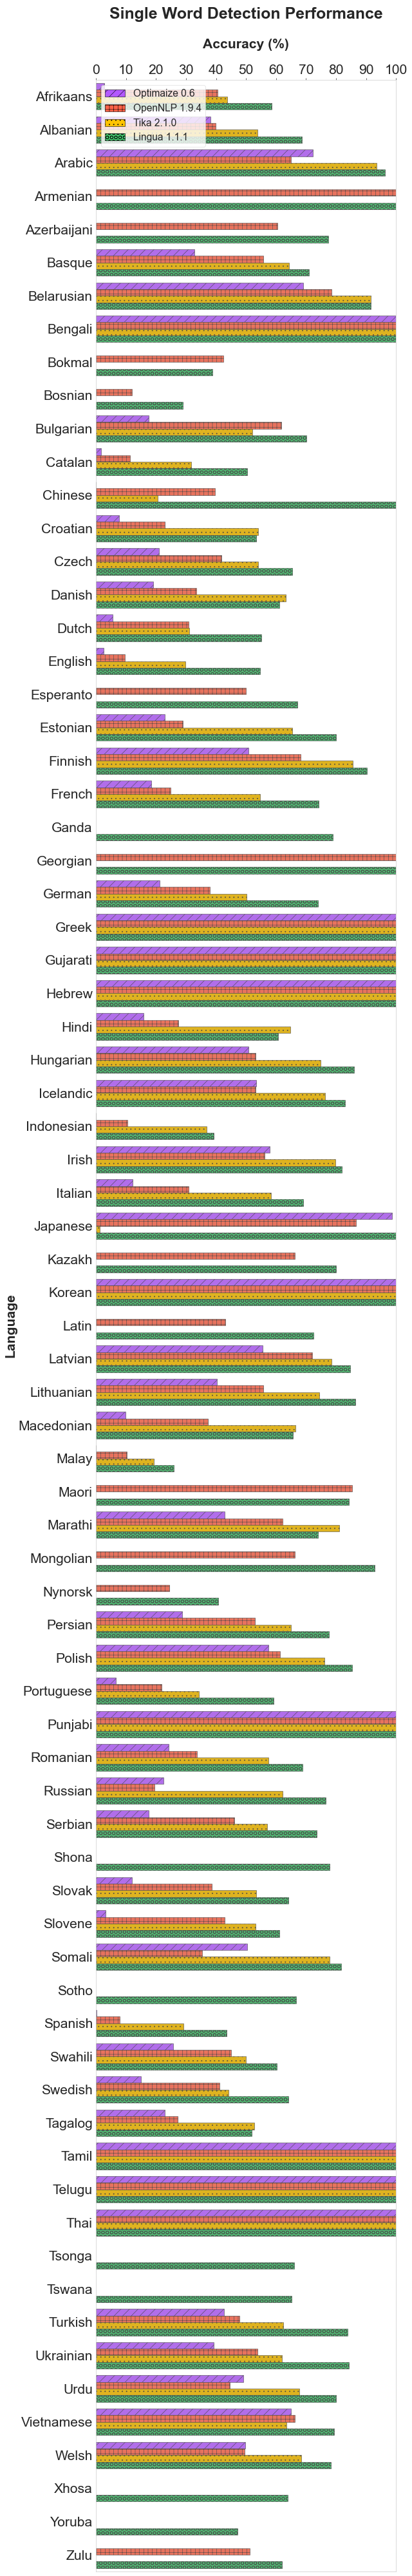 Single Word Detection Performance
Accuracy (%)
0 10 20 30 40 50 60 70 80 90 100
Optimaize 0.6
OpenNLP 1.9.4
Tika 2.1.0
Lingua 1.1.1
Afrikaans
Albanian
Arabic
Armenian
Azerbaijani
Basque
Belarusian
Bengali
Bokmal
Bosnian
Bulgarian
Catalan
Chinese
Croatian
Czech
Danish
Dutch
English
Esperanto
Estonian
Finnish
French
Ganda
Georgian
German
Greek
Gujarati
Hebrew
Hindi
Hungarian
Icelandic
Indonesian
Irish
Italian
Japanese
Kazakh
Korean
Latin
Latvian
Lithuanian
Macedonian
Malay
Maori
Marathi
Mongolian
Nynorsk
Persian
Polish
Portuguese
Punjabi
Romanian
Russian
Serbian
Shona
Slovak
Slovene
Somali
Sotho
Spanish
Swahili
Swedish
Tagalog
Tamil
Telugu
Thai
Tsonga
Tswana
Turkish
Ukrainian
Urdu
Vietnamese
Welsh
Xhosa
Yoruba
Zulu
Language